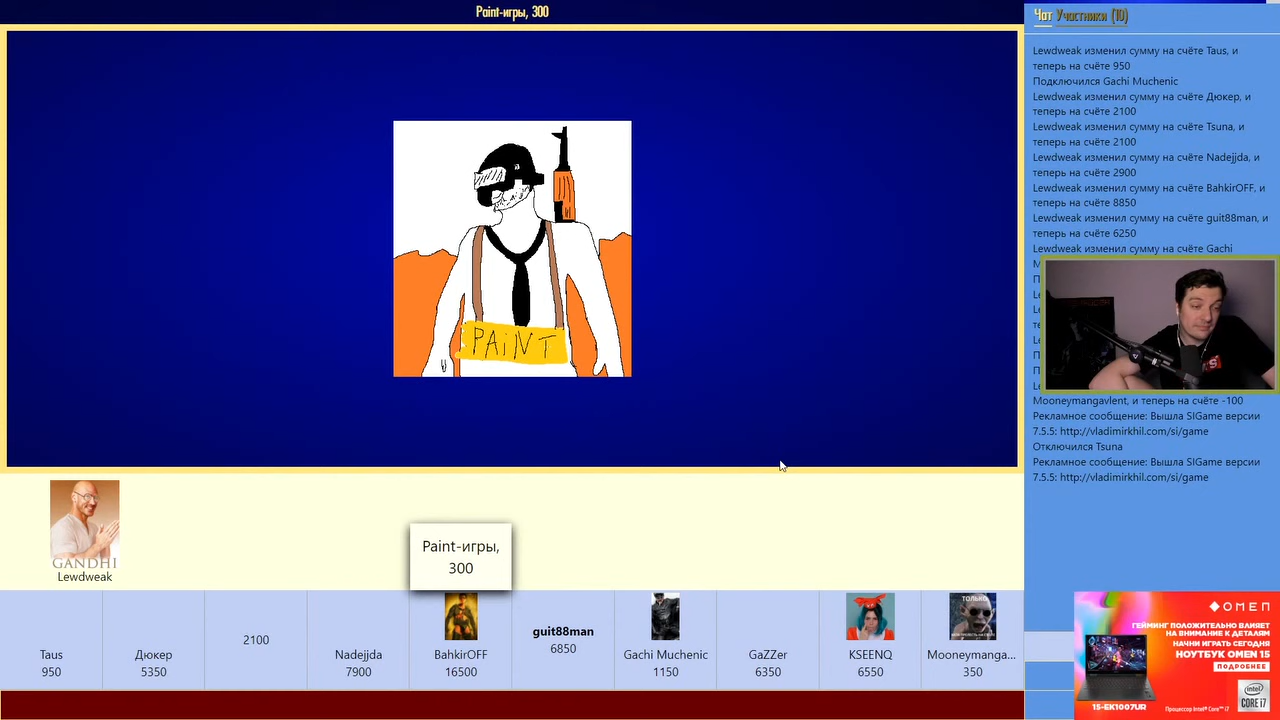 Paint-игры, 300
Чат Участники (10)
Lewdweak изменил сумму на счёте Taus, и
теперь на счёте 950
Подключился Gachi Muchenic
Lewdweak изменил сумму на счёте Дюкер, и
теперь на счёте 2100
Lewdweak изменил сумму на счёте Tsuna, и
теперь на счёте 2100
Lewdweak изменил сумму на счёте Nadejjda, и
теперь на счёте 2900
Lewdweak изменил сумму на счёте BahkirOFF, и
теперь на счёте 8850
Lewdweak изменил сумму на счёте guit88man, и
теперь на счёте 6250
Lewdweak изменил сумму на счёте Gachi
Mooneymangavlent, и теперь на счёте -100
Рекламное сообщение: Вышла SIGame версии
7.5.5: http://vladimirkhil.com/si/game
Отключился Tsuna
Рекламное сообщение: Вышла SIGame версии
7.5.5: http://vladimirkhil.com/si/game
PAINT
GANDHI
Lewdweak
Paint-игры,
300
Taus
950
Дюкер
5350
2100
Nadejjda
7900
BahkirOFF
16500
guit88man
6850
Gachi Muchenic
1150
GaZZer
6350
KSEENQ
6550
ТОЛЬКО
Mooneymanga...
350
ОМЕП
ГЕЙМИНГ ПОЛОЖИТЕЛЬНО ВЛИЯЕТ
НА ВНИМАНИЕ К ДЕТАЛЯМ
НАЧНИ ИГРАТЬ СЕГОДНЯ
НОУТБУК OMEN 15
ПОДРОБНЕЕ
15-EK1007UR
Процессор Intel® Core™ i7
intel
CORE i7